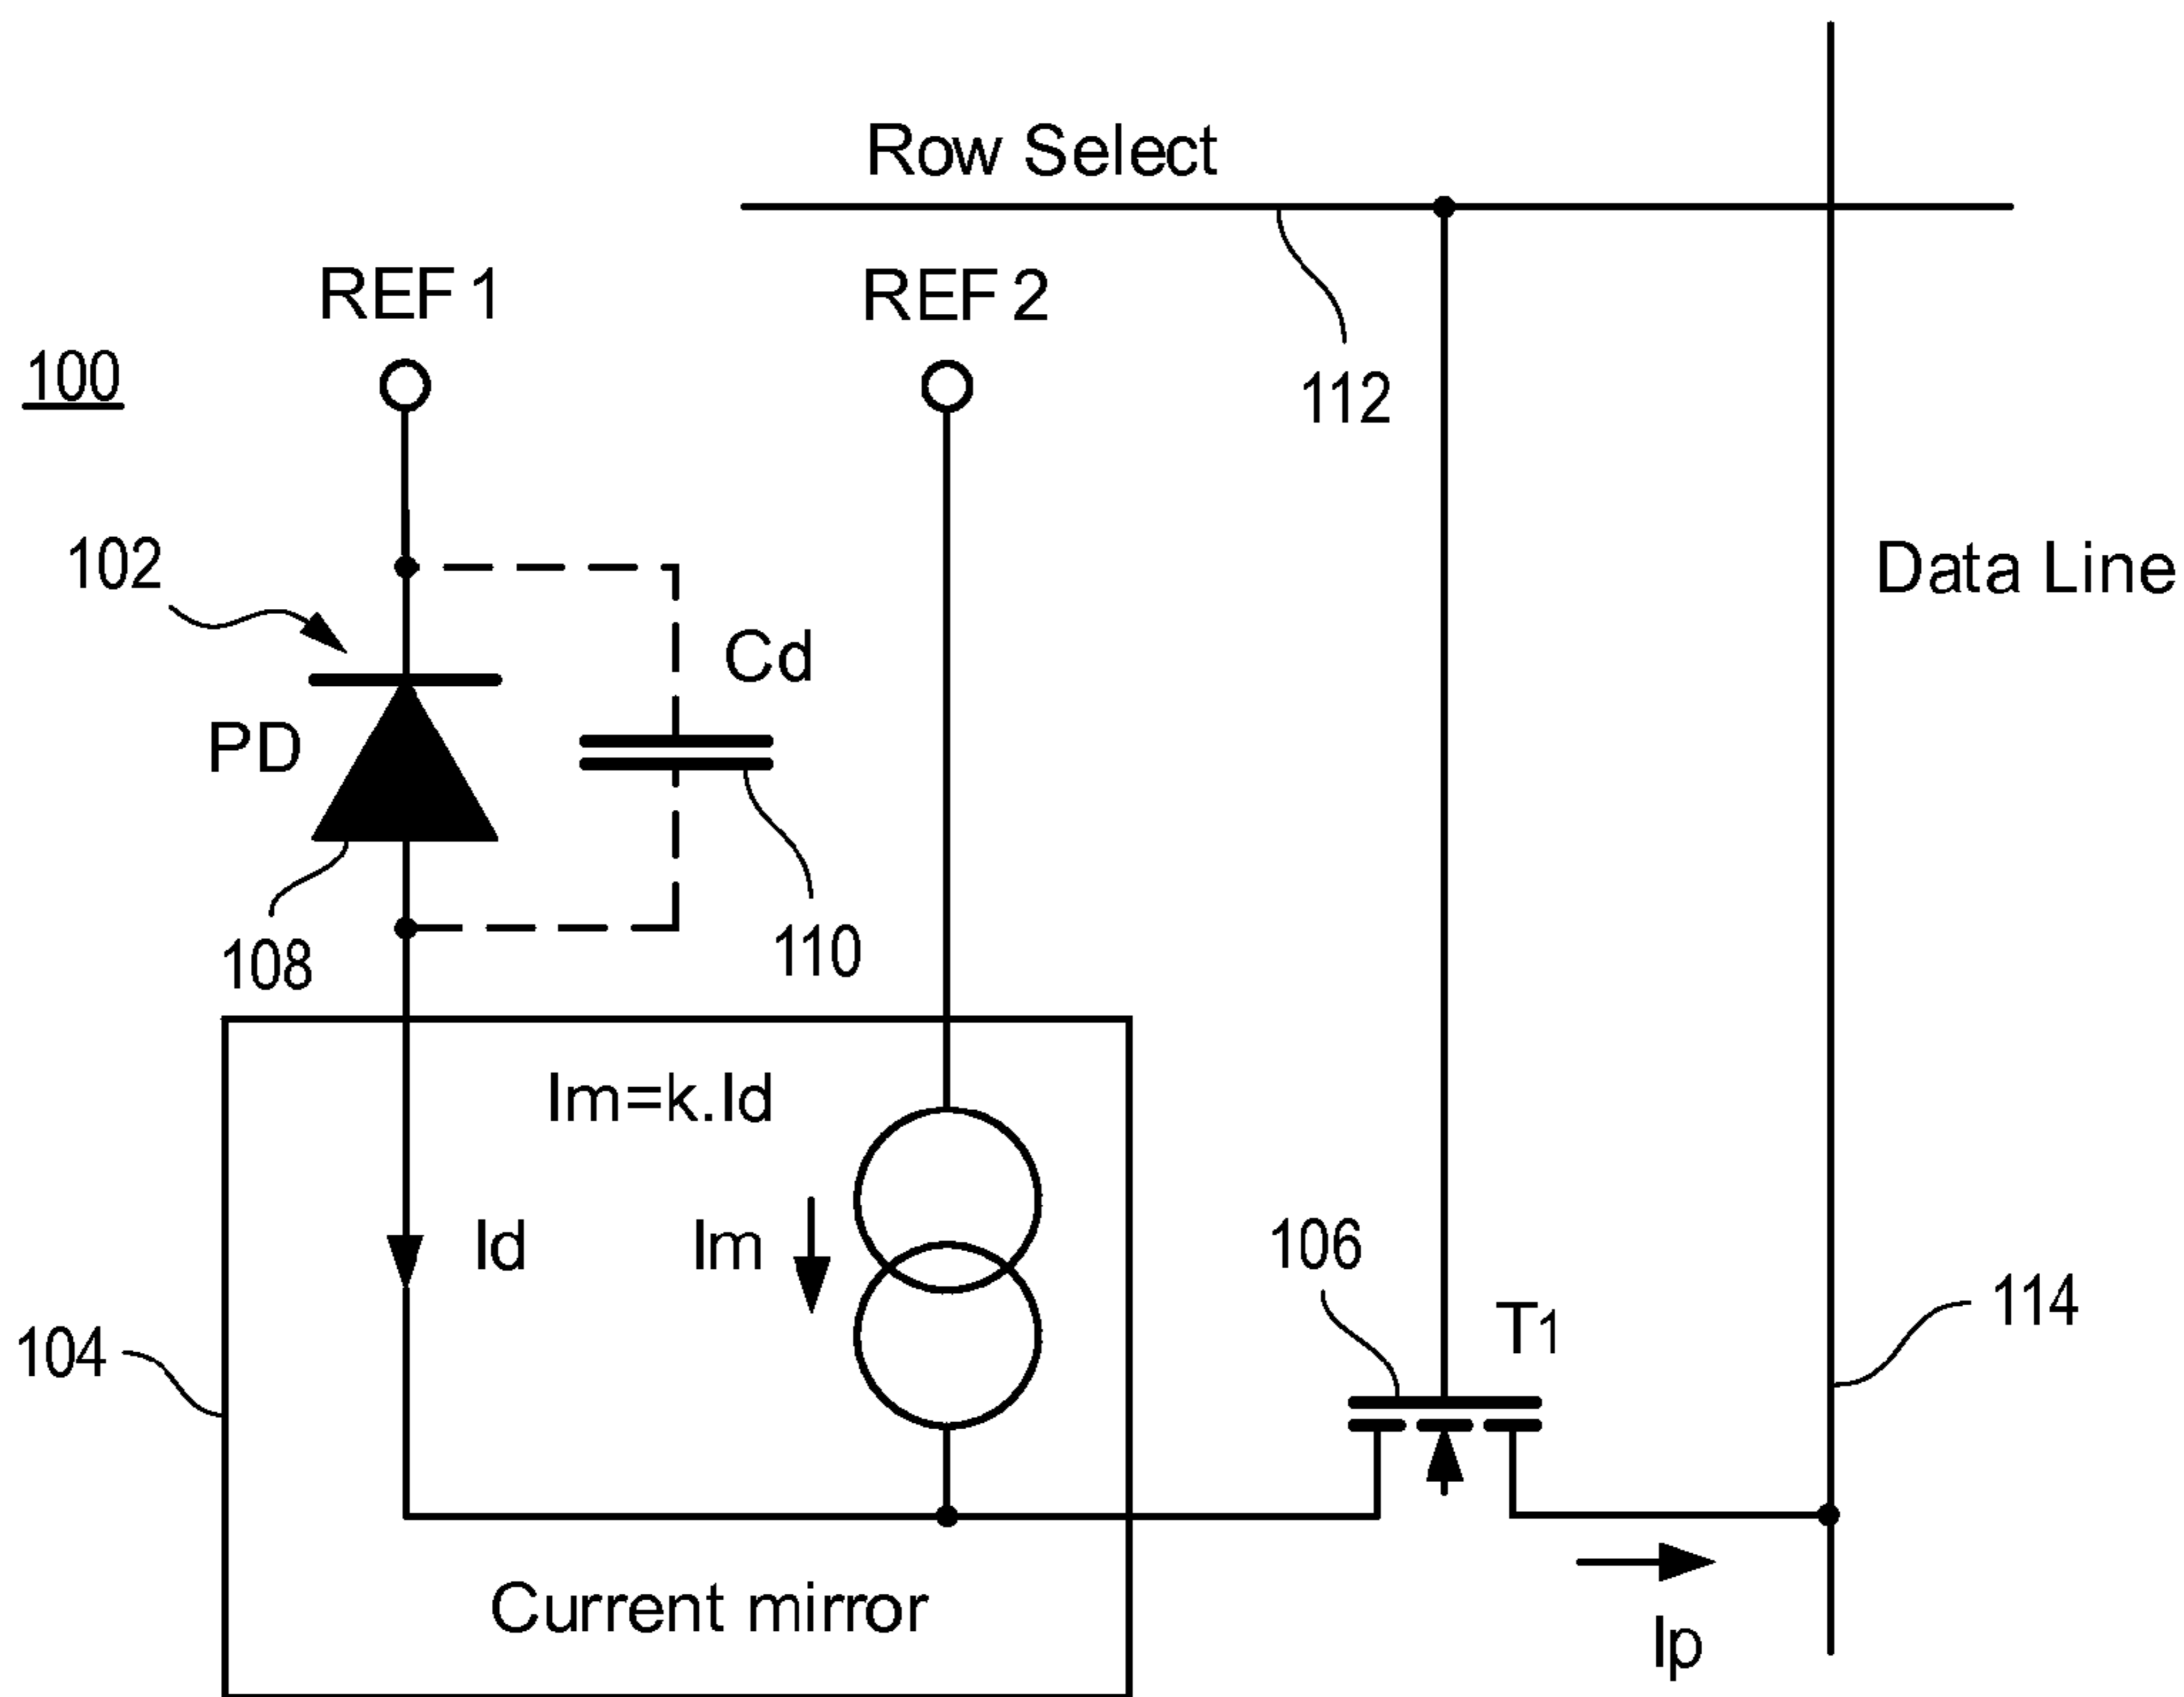 Row Select
REF 1
REF 2
100
112
102
Data Line
Cd
PD
108
110
Im=k.Id
Id
Im
106
T1
114
104
Current mirror
Ip